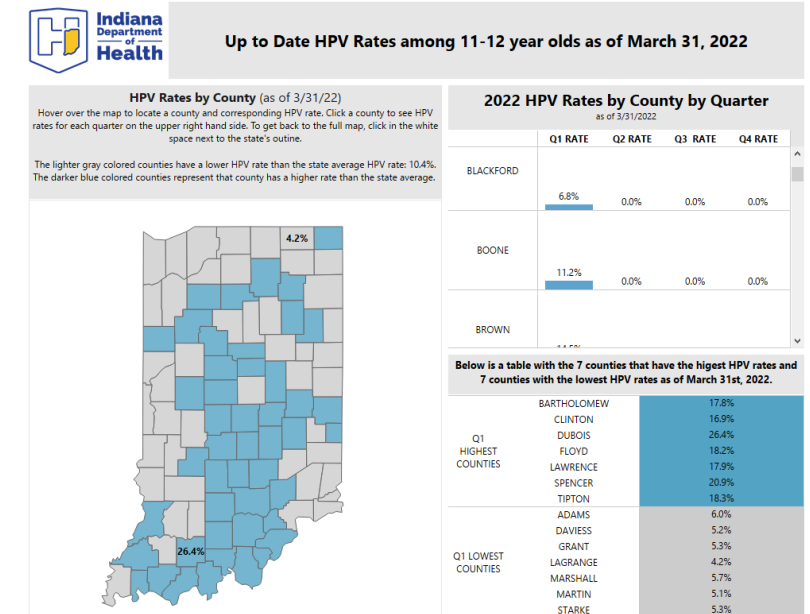 Indiana
Department
of
Health
Up to Date HPV Rates among 11-12 year olds as of March 31, 2022
HPV Rates by County (as of 3/31/22)
Hover over the map to locate a county and corresponding HPV rate. Click a county to see HPV
rates for each quarter on the upper right hand side. To get back to the full map, click in the white
space next to the state's outine.
The lighter gray colored counties have a lower HPV rate than the state average HPV rate: 10.4%.
The darker blue colored counties represent that county has a higher rate than the state average.
4.2%
26.4%
2022 HPV Rates by County by Quarter
as of 3/31/2022
Q1 RATE Q2 RATE Q3 RATE Q4 RATE
BLACKFORD
6.8% 0.0% 0.0% 0.0%
BOONE
11.2% 0.0% 0.0% 0.0%
BROWN
Below is a table with the 7 counties that have the higest HPV rates and
7 counties with the lowest HPV rates as of March 31st, 2022.
Q1
HIGHEST
COUNTIES
BARTHOLOMEW 17.8%
CLINTON 16.9%
DUBOIS 26.4%
FLOYD 18.2%
LAWRENCE 17.9%
SPENCER 20.9%
TIPTON 18.3%
Q1 LOWEST
COUNTIES
ADAMS 6.0%
DAVIESS 5.2%
GRANT 5.3%
LAGRANGE 4.2%
MARSHALL 5.7%
MARTIN 5.1%
STARKE 5.3%